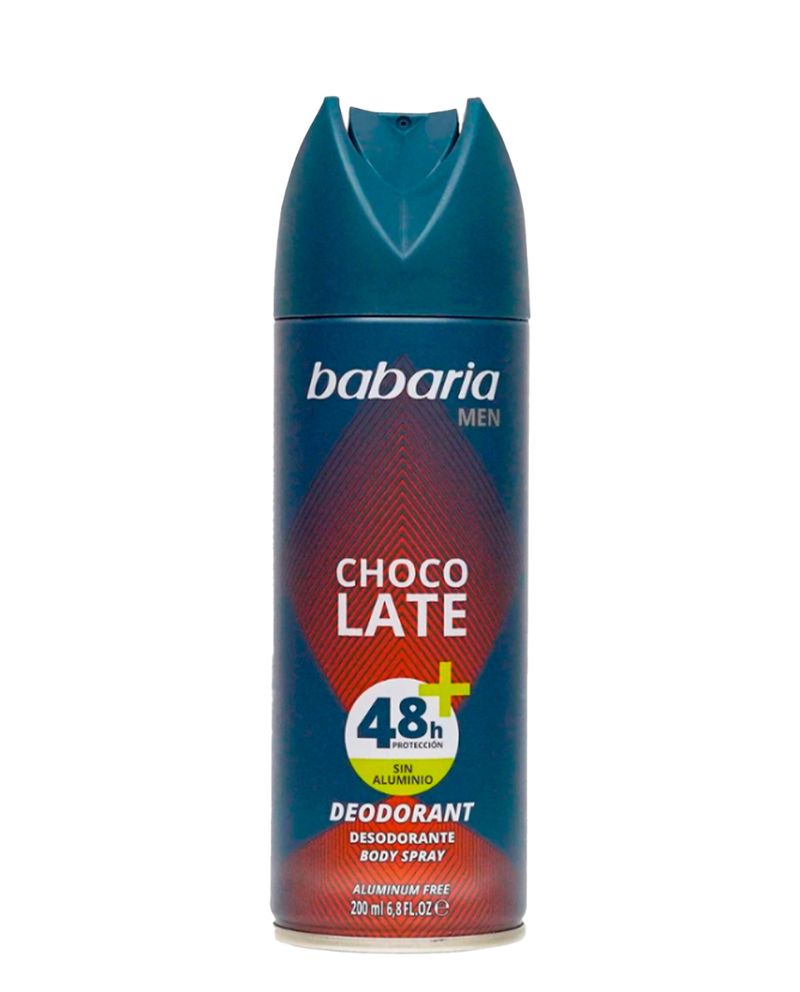 babaria
MEN
CHOCO
LATE
48h+
PROTECCIÓN
SIN
ALUMINIO
DEODORANT
DESODORANTE
BODY SPRAY
ALUMINUM FREE
200 ml 6,8 FL.OZ ℮